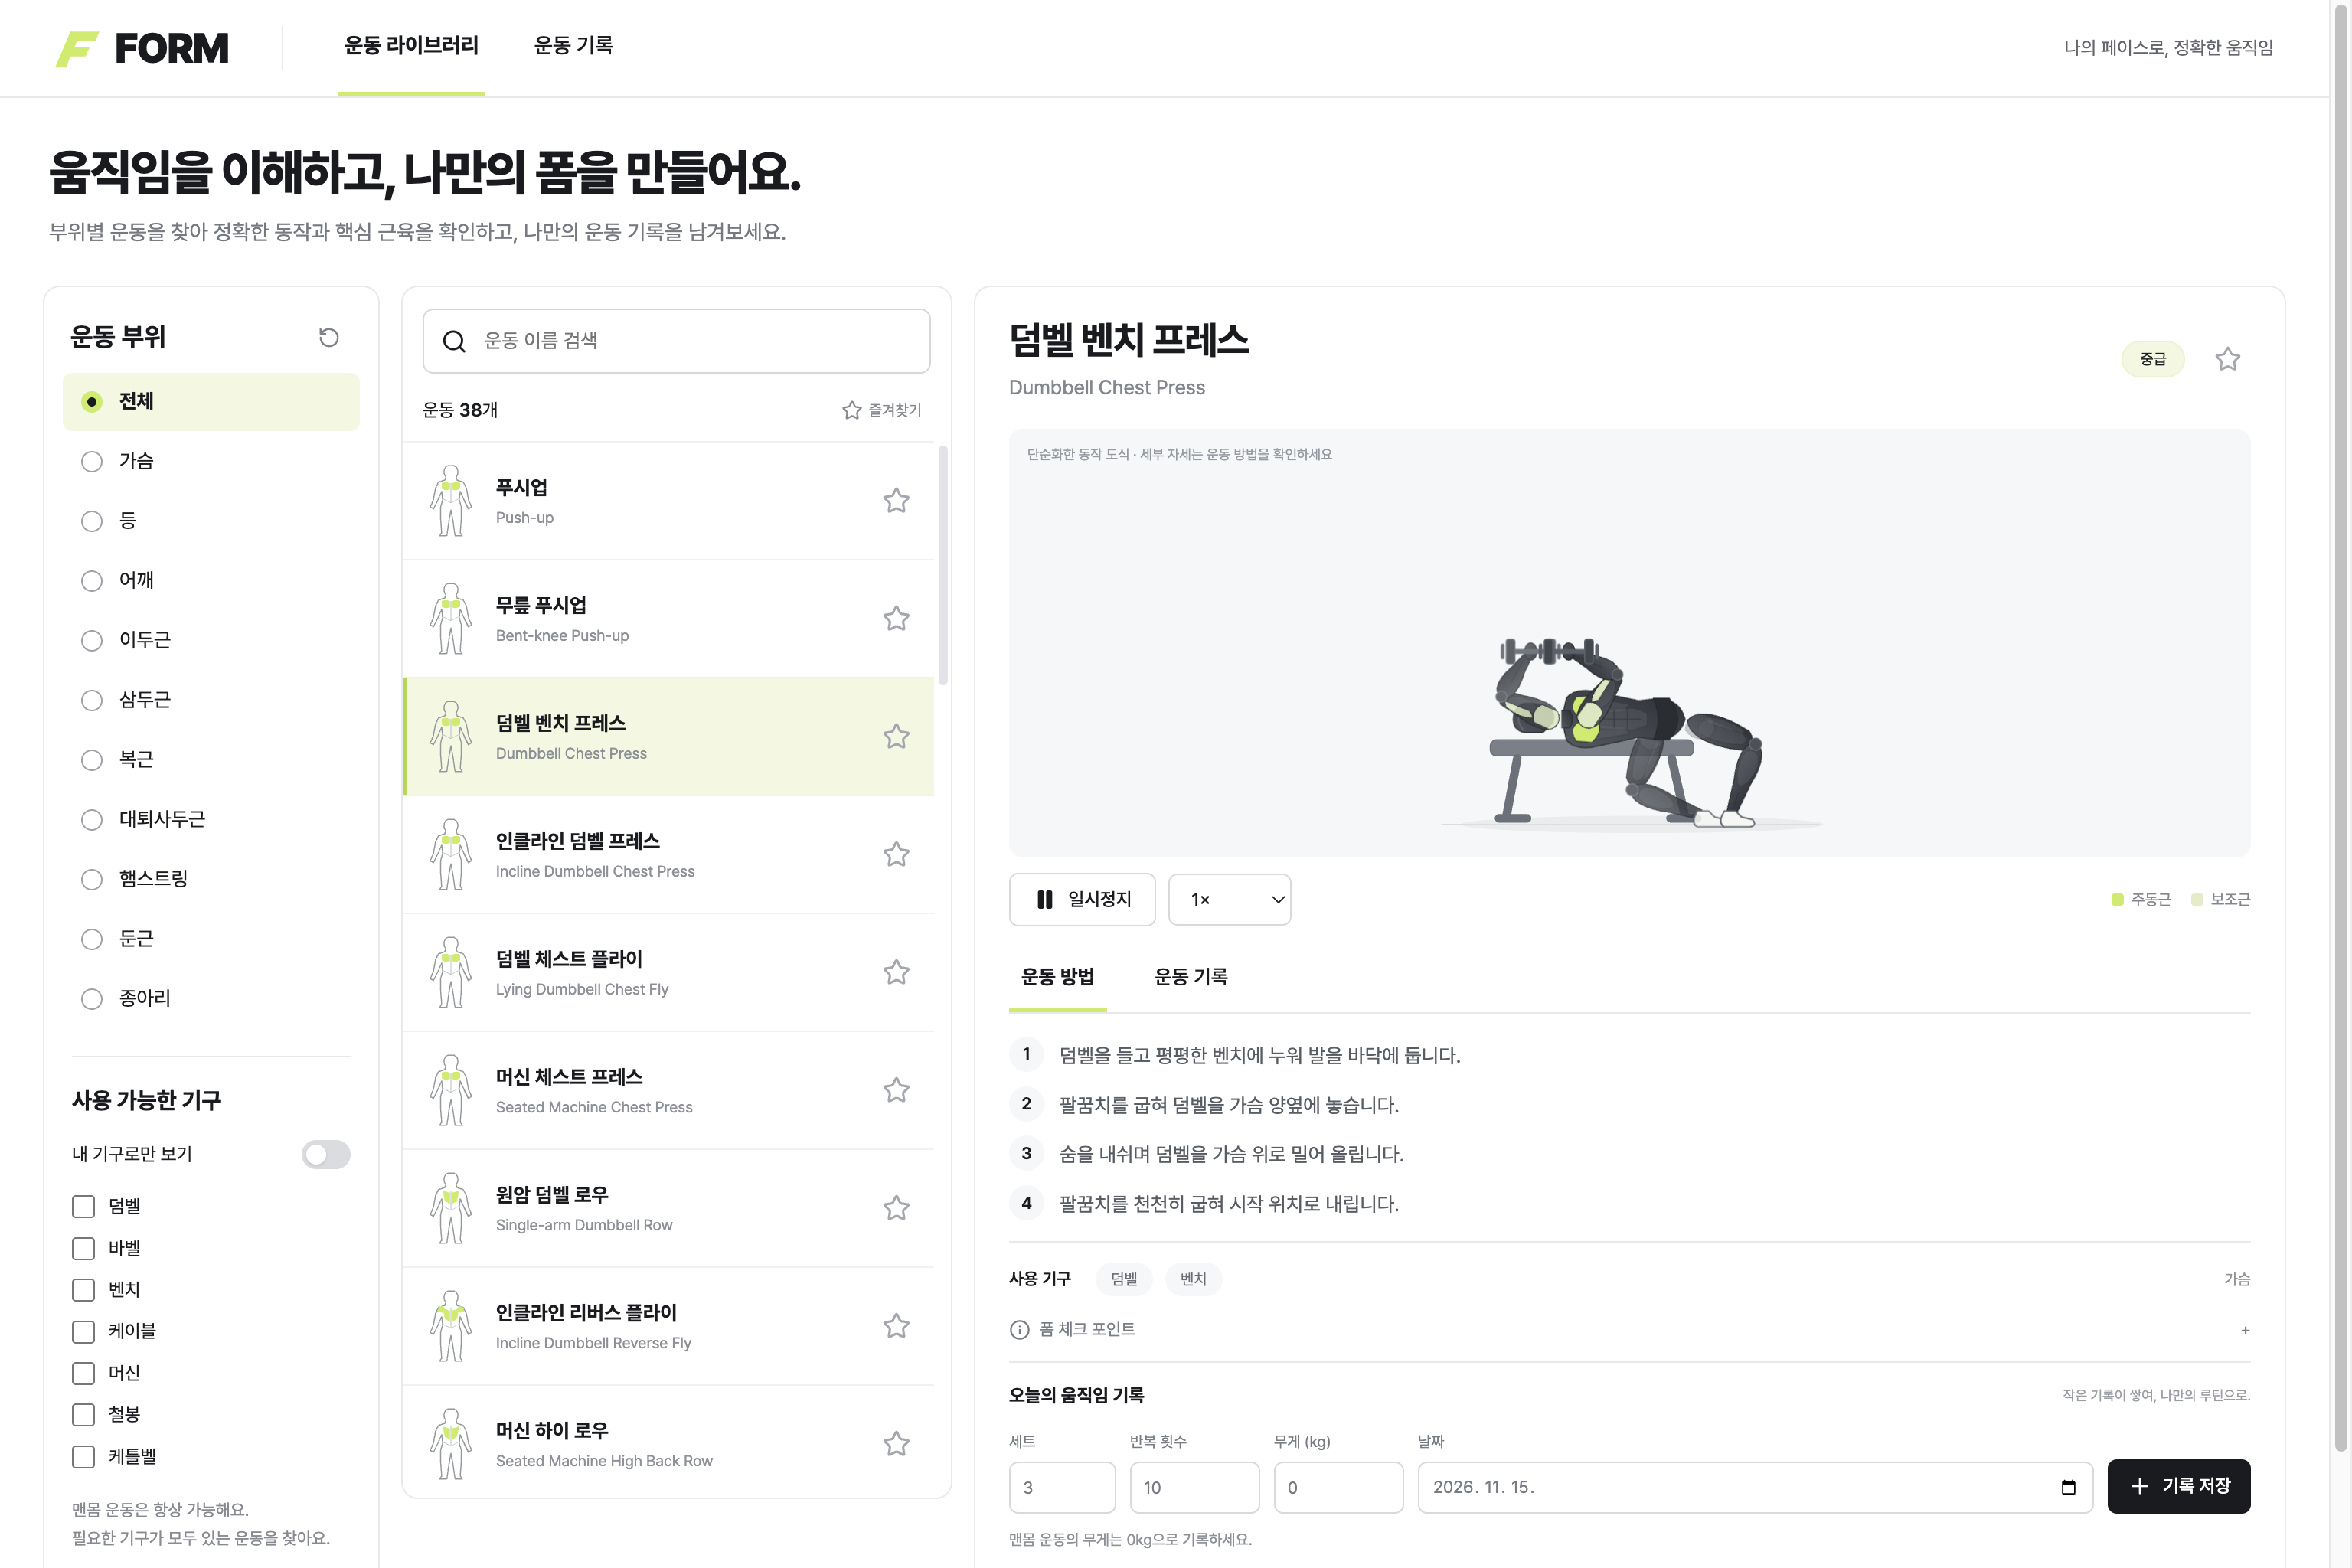 FORM
운동 라이브러리
운동 기록
나의 페이스로, 정확한 움직임
움직임을 이해하고, 나만의 폼을 만들어요.
부위별 운동을 찾아 정확한 동작과 핵심 근육을 확인하고, 나만의 운동 기록을 남겨보세요.
운동 부위
전체
가슴
등
어깨
이두근
삼두근
복근
대퇴사두근
햄스트링
둔근
종아리
사용 가능한 기구
내 기구로만 보기
덤벨
바벨
벤치
케이블
머신
철봉
케틀벨
맨몸 운동은 항상 가능해요.
필요한 기구가 모두 있는 운동을 찾아요.
운동 이름 검색
운동 38개
즐겨찾기
푸시업
Push-up
무릎 푸시업
Bent-knee Push-up
덤벨 벤치 프레스
Dumbbell Chest Press
인클라인 덤벨 프레스
Incline Dumbbell Chest Press
덤벨 체스트 플라이
Lying Dumbbell Chest Fly
머신 체스트 프레스
Seated Machine Chest Press
원암 덤벨 로우
Single-arm Dumbbell Row
인클라인 리버스 플라이
Incline Dumbbell Reverse Fly
머신 하이 로우
Seated Machine High Back Row
덤벨 벤치 프레스
Dumbbell Chest Press
중급
단순화한 동작 도식 · 세부 자세는 운동 방법을 확인하세요
일시정지
1×
주동근
보조근
운동 방법
운동 기록
1 덤벨을 들고 평평한 벤치에 누워 발을 바닥에 둡니다.
2 팔꿈치를 굽혀 덤벨을 가슴 양옆에 놓습니다.
3 숨을 내쉬며 덤벨을 가슴 위로 밀어 올립니다.
4 팔꿈치를 천천히 굽혀 시작 위치로 내립니다.
사용 기구
덤벨
벤치
가슴
폼 체크 포인트
+
오늘의 움직임 기록
작은 기록이 쌓여, 나만의 루틴으로.
세트
반복 횟수
무게 (kg)
날짜
3
10
0
2026. 11. 15.
+ 기록 저장
맨몸 운동의 무게는 0kg으로 기록하세요.